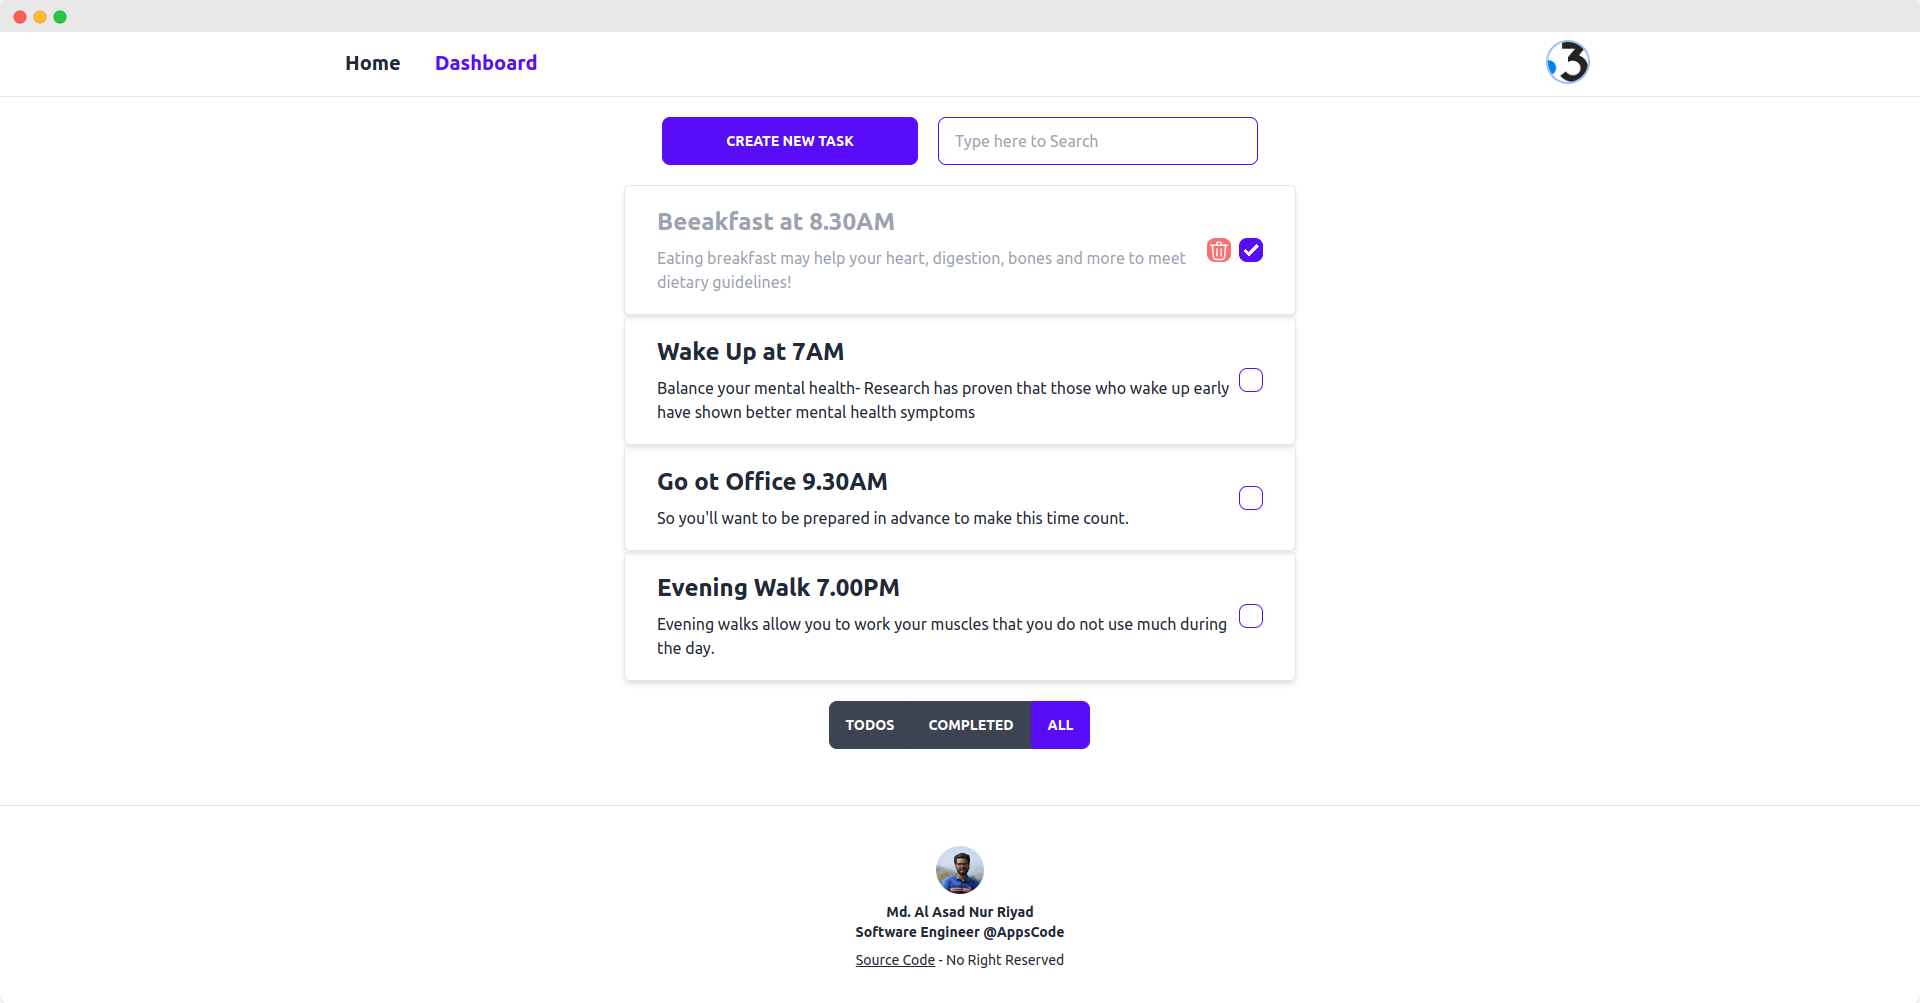 Home
Dashboard
3
CREATE NEW TASK
Type here to Search
Beeakfast at 8.30AM
Eating breakfast may help your heart, digestion, bones and more to meet
dietary guidelines!
Wake Up at 7AM
Balance your mental health- Research has proven that those who wake up early
have shown better mental health symptoms
Go ot Office 9.30AM
So you'll want to be prepared in advance to make this time count.
Evening Walk 7.00PM
Evening walks allow you to work your muscles that you do not use much during
the day.
TODOS
COMPLETED
ALL
Md. Al Asad Nur Riyad
Software Engineer @AppsCode
Source Code - No Right Reserved